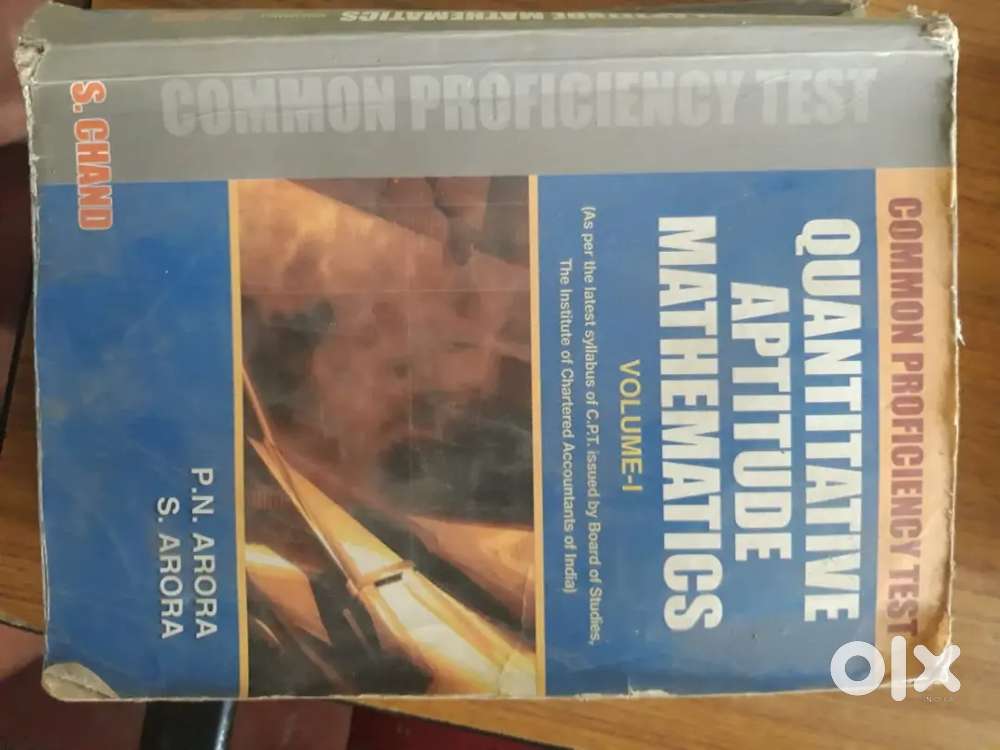 COMMON PROFICIENCY TEST
QUANTITATIVE
APTITUDE
MATHEMATICS
VOLUME-I
(As per the latest syllabus of C.P.T. issued by Board of Studies,
The Institute of Chartered Accountants of India)
P.N. ARORA
S. ARORA
COMMON PROFICIENCY TEST
S. CHAND
olx